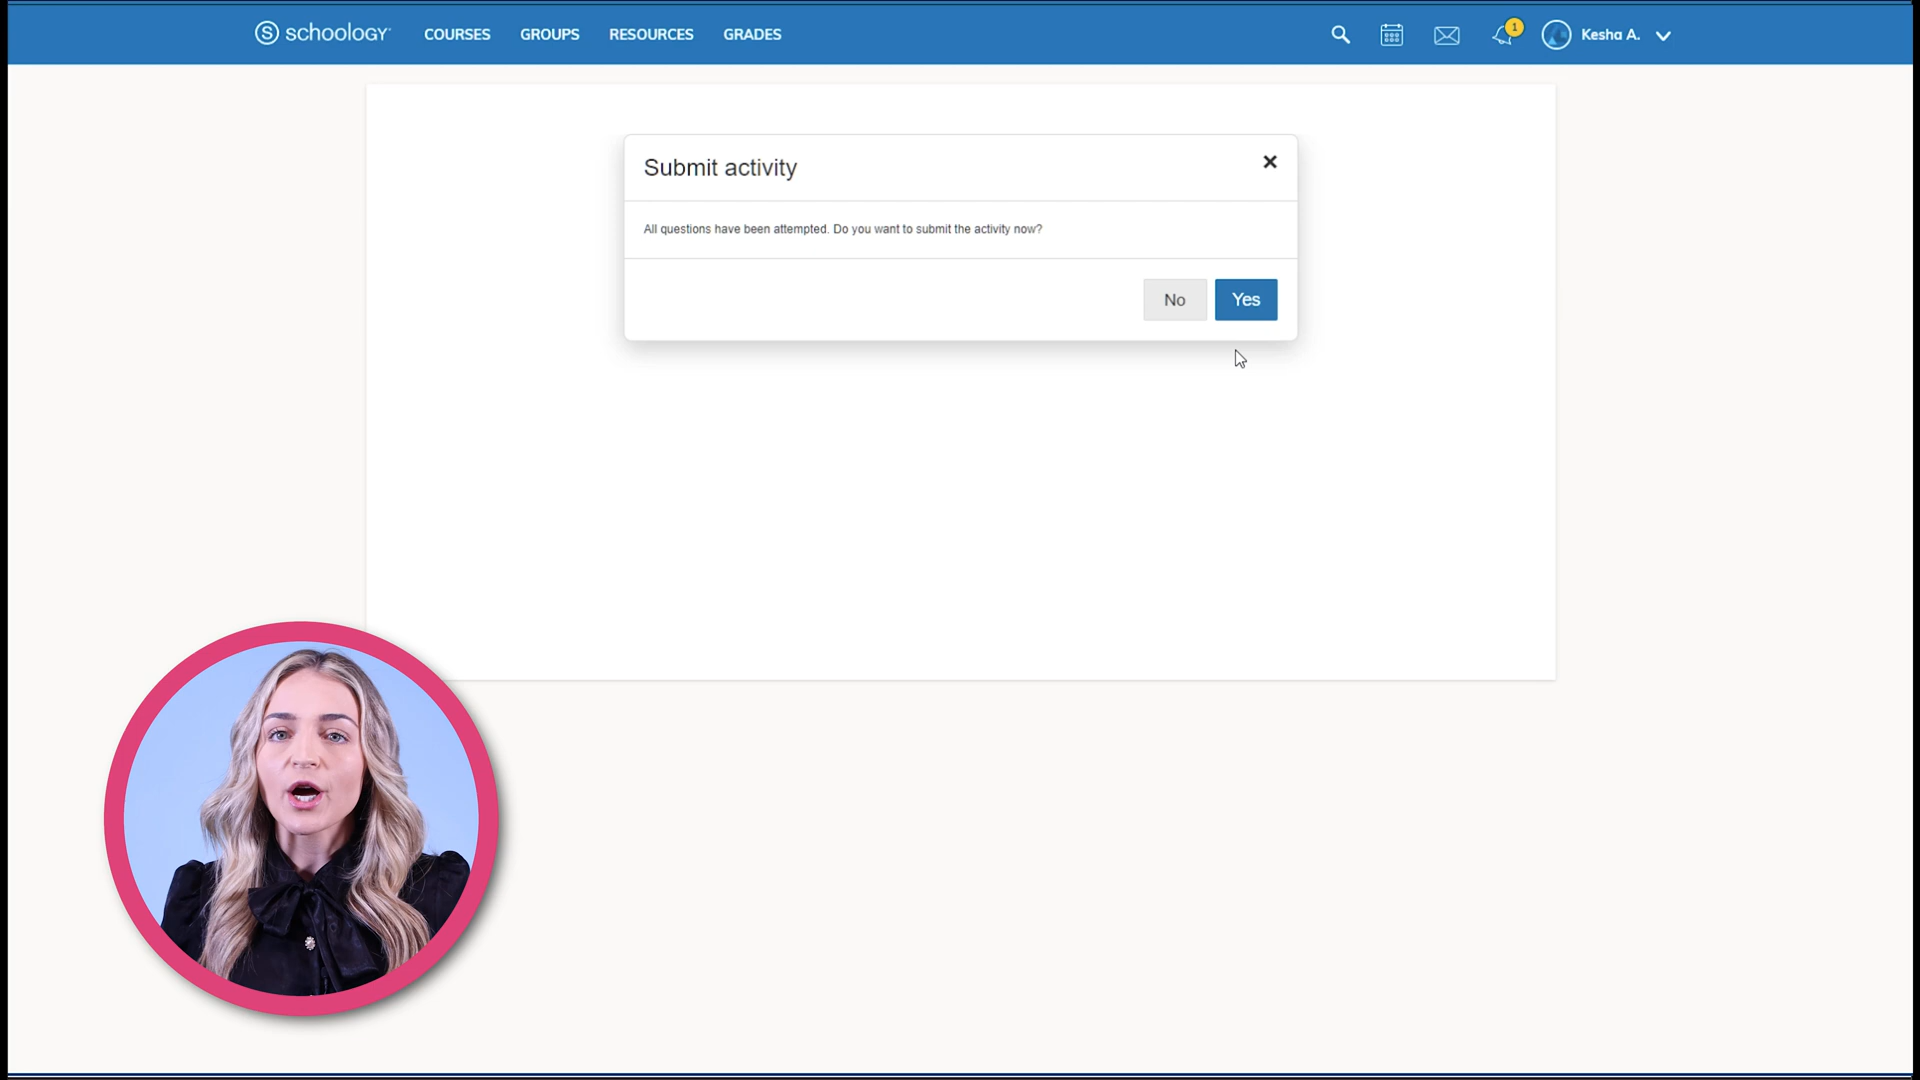 schoology COURSES GROUPS RESOURCES GRADES 1 Kesha A.
Submit activity
All questions have been attempted. Do you want to submit the activity now?
No Yes